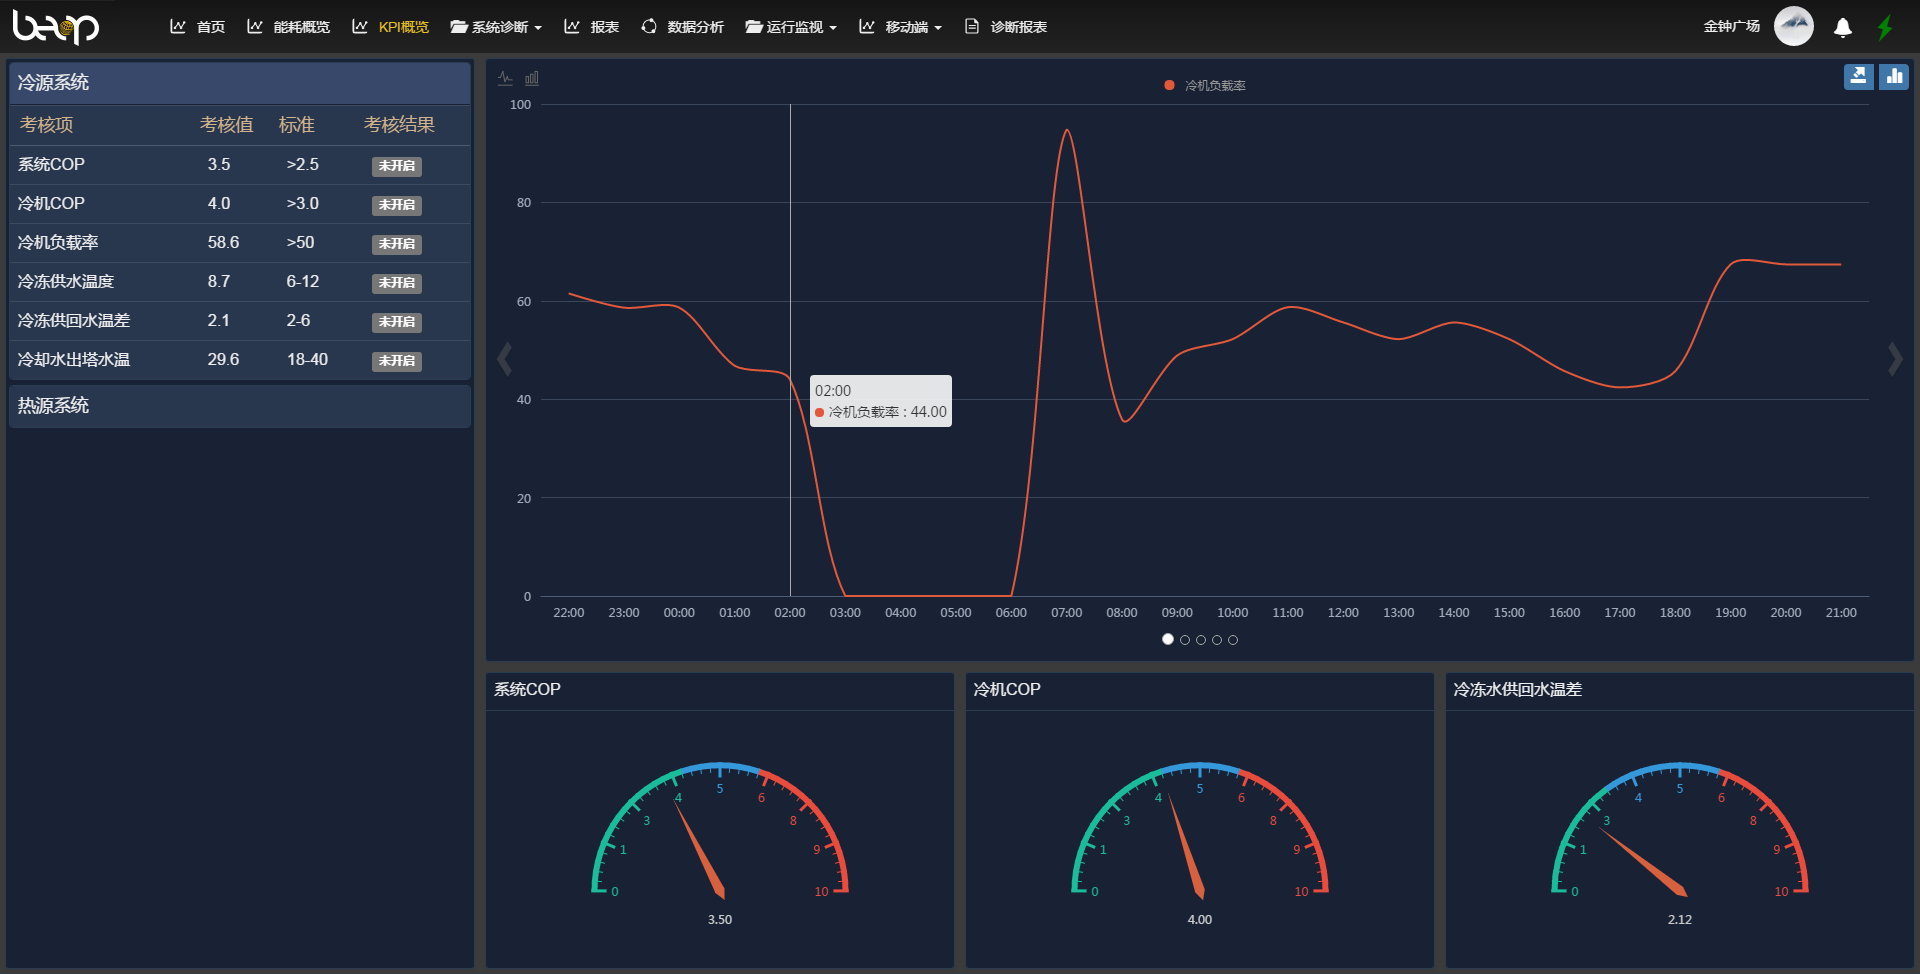 beop
首页 能耗概览 KPI概览 系统诊断 报表 数据分析 运行监视 移动端 诊断报表 金钟广场
冷源系统
考核项 考核值 标准 考核结果
系统COP 3.5 >2.5 未开启
冷机COP 4.0 >3.0 未开启
冷机负载率 58.6 >50 未开启
冷冻供水温度 8.7 6-12 未开启
冷冻供回水温差 2.1 2-6 未开启
冷却水出塔水温 29.6 18-40 未开启
热源系统
冷机负载率
100
80
60
40
20
0
02:00
冷机负载率 : 44.00
22:00 23:00 00:00 01:00 02:00 03:00 04:00 05:00 06:00 07:00 08:00 09:00 10:00 11:00 12:00 13:00 14:00 15:00 16:00 17:00 18:00 19:00 20:00 21:00
系统COP
0 1 3 4 5 6 8 9 10
3.50
冷机COP
0 1 3 4 5 6 8 9 10
4.00
冷冻水供回水温差
0 1 3 4 5 6 8 9 10
2.12